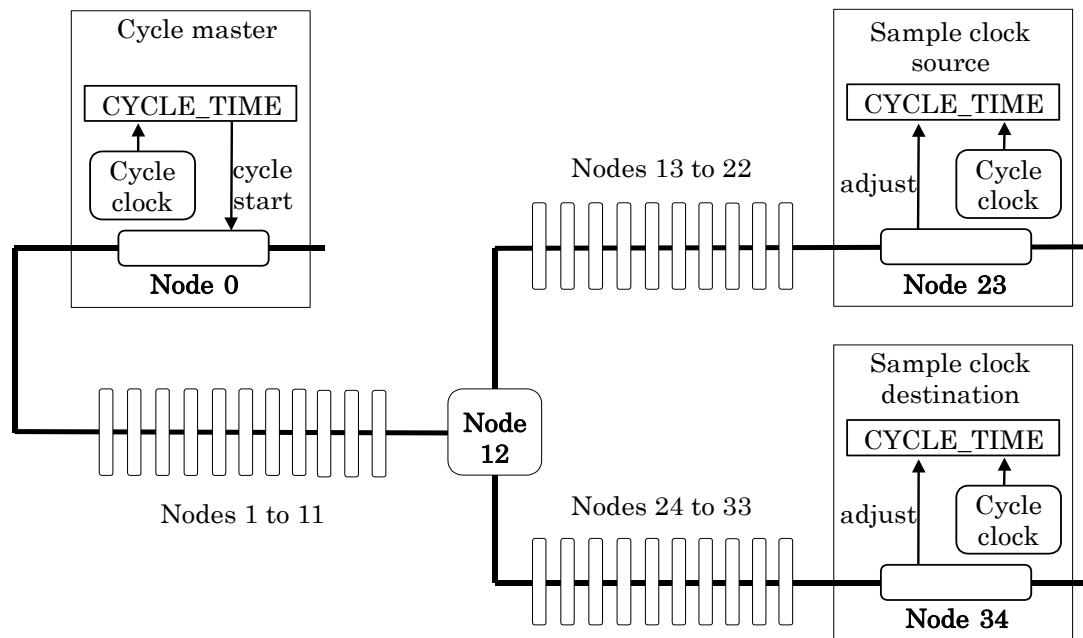 Cycle master
CYCLE_TIME
Cycle
clock
cycle
start
Node 0
Nodes 1 to 11
Node
12
Nodes 13 to 22
Sample clock
source
CYCLE_TIME
adjust
Cycle
clock
Node 23
Nodes 24 to 33
Sample clock
destination
CYCLE_TIME
adjust
Cycle
clock
Node 34